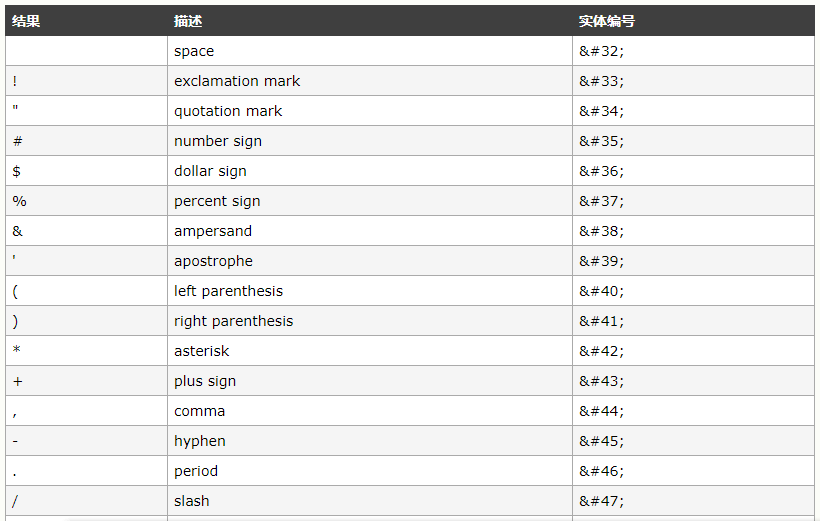 结果 描述 实体编号
space &#32;
! exclamation mark &#33;
" quotation mark &#34;
# number sign &#35;
$ dollar sign &#36;
% percent sign &#37;
& ampersand &#38;
' apostrophe &#39;
( left parenthesis &#40;
) right parenthesis &#41;
* asterisk &#42;
+ plus sign &#43;
, comma &#44;
- hyphen &#45;
. period &#46;
/ slash &#47;